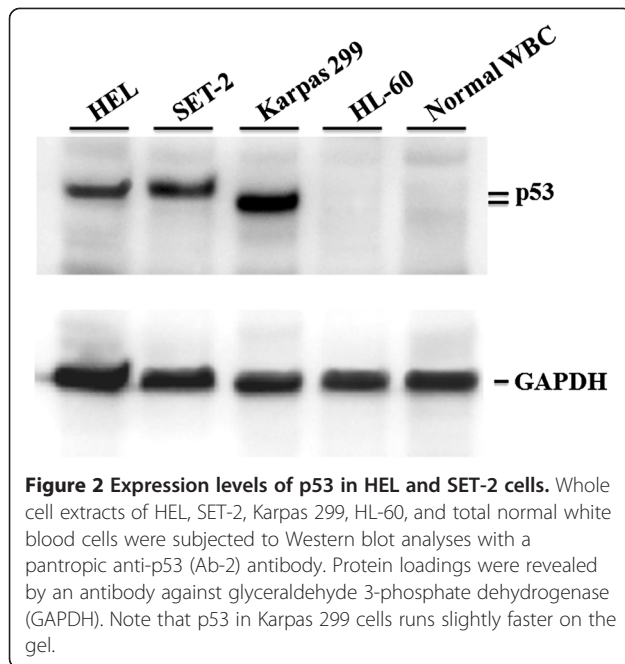 HEL SET-2 Karpas 299 HL-60 Normal WBC
p53
GAPDH
Figure 2 Expression levels of p53 in HEL and SET-2 cells. Whole
cell extracts of HEL, SET-2, Karpas 299, HL-60, and total normal white
blood cells were subjected to Western blot analyses with a
pantropic anti-p53 (Ab-2) antibody. Protein loadings were revealed
by an antibody against glyceraldehyde 3-phosphate dehydrogenase
(GAPDH). Note that p53 in Karpas 299 cells runs slightly faster on the
gel.